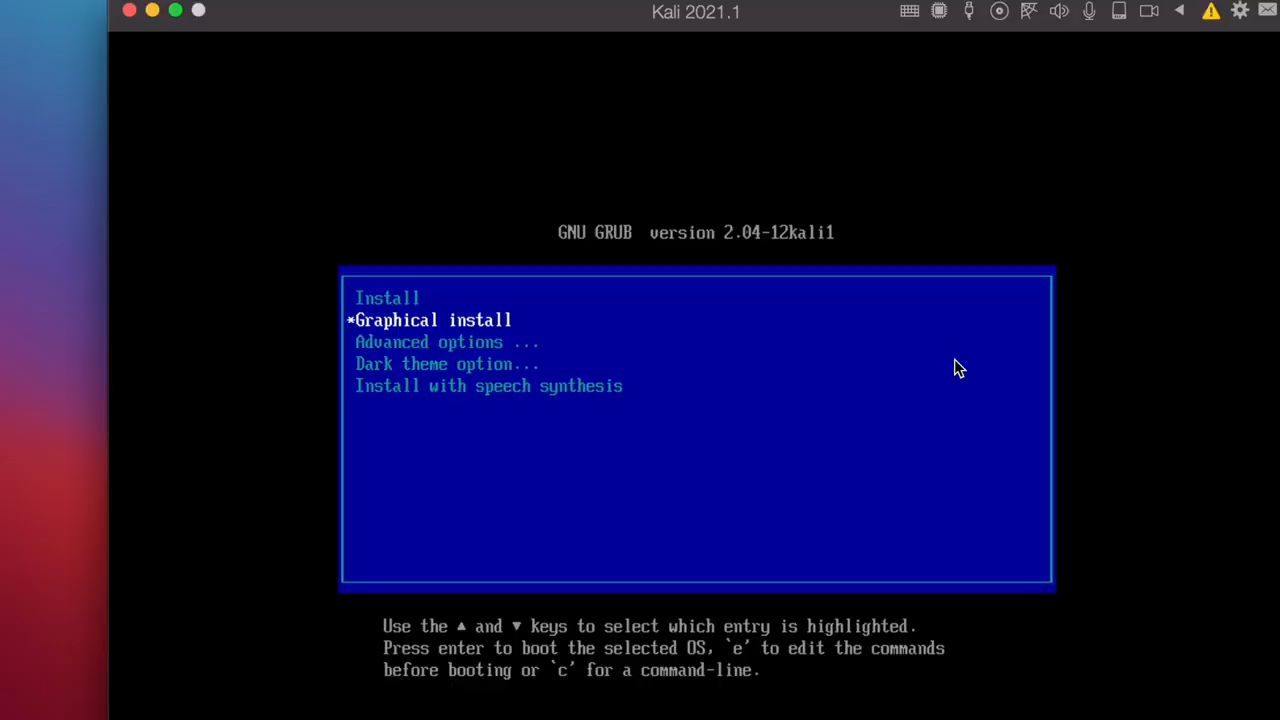 Kali 2021.1
GNU GRUB version 2.04-12kali1
Install
*Graphical install
Advanced options ...
Dark theme option...
Install with speech synthesis
Use the ▲ and ▼ keys to select which entry is highlighted.
Press enter to boot the selected OS, `e' to edit the commands
before booting or `c' for a command-line.